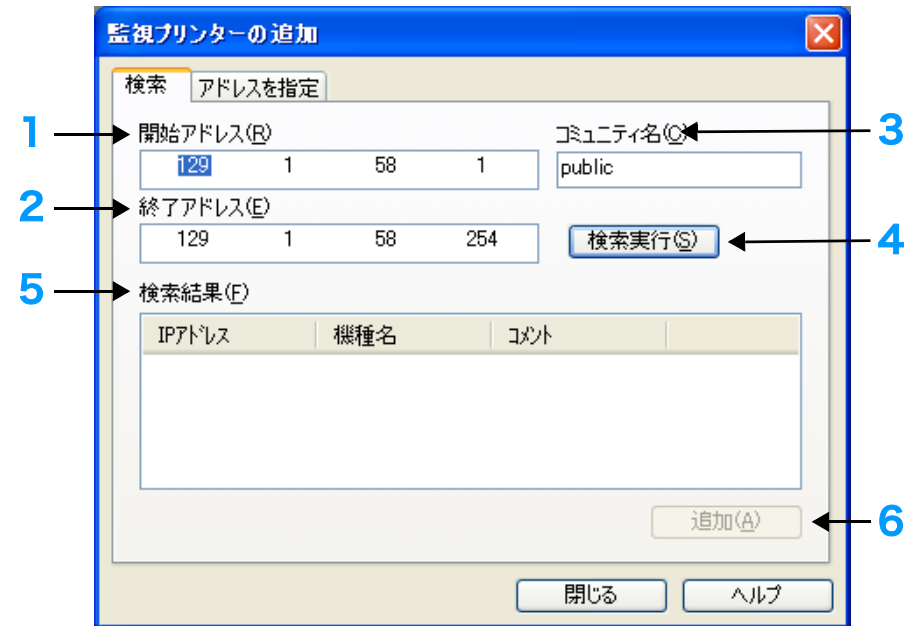 監視プリンターの追加
検索 アドレスを指定
1 開始アドレス(R) コミュニティ名(C) 3
129 1 58 1 public
2 終了アドレス(E)
129 1 58 254 検索実行(S) 4
5 検索結果(F)
IPアドレス 機種名 コメント
追加(A) 6
閉じる ヘルプ